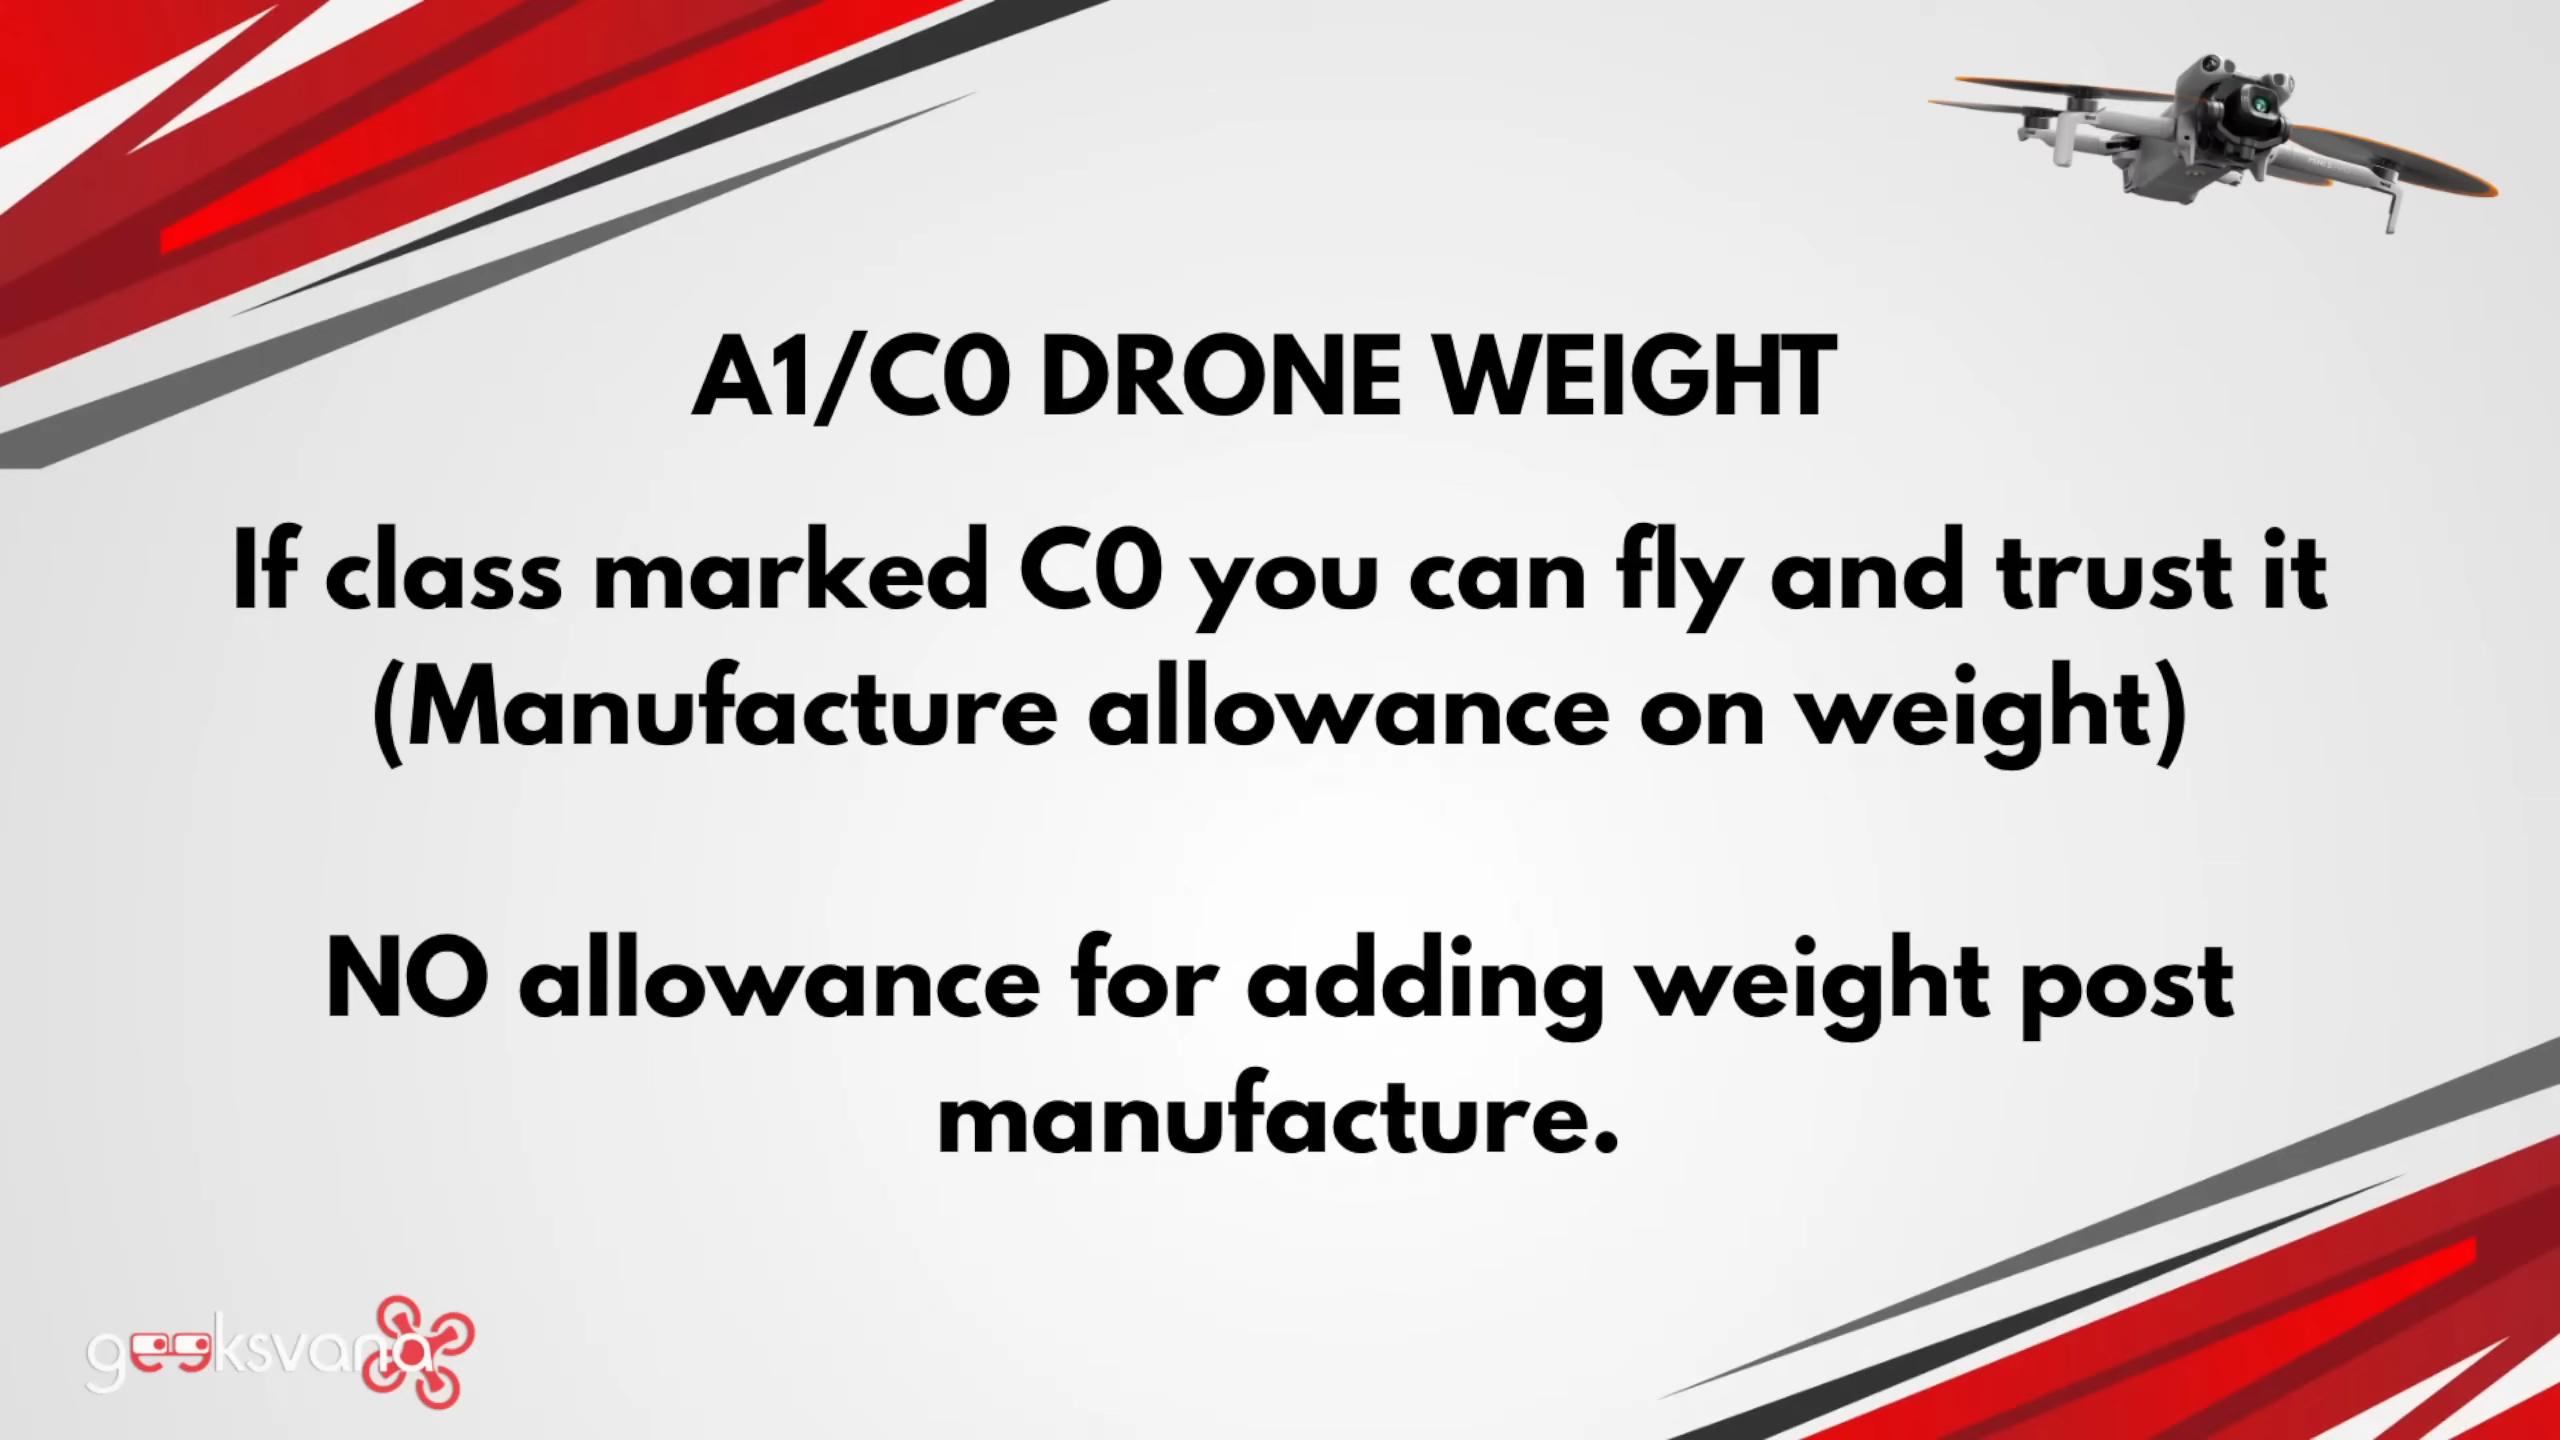 A1/C0 DRONE WEIGHT
If class marked C0 you can fly and trust it
(Manufacture allowance on weight)
NO allowance for adding weight post
manufacture.
geeksvana